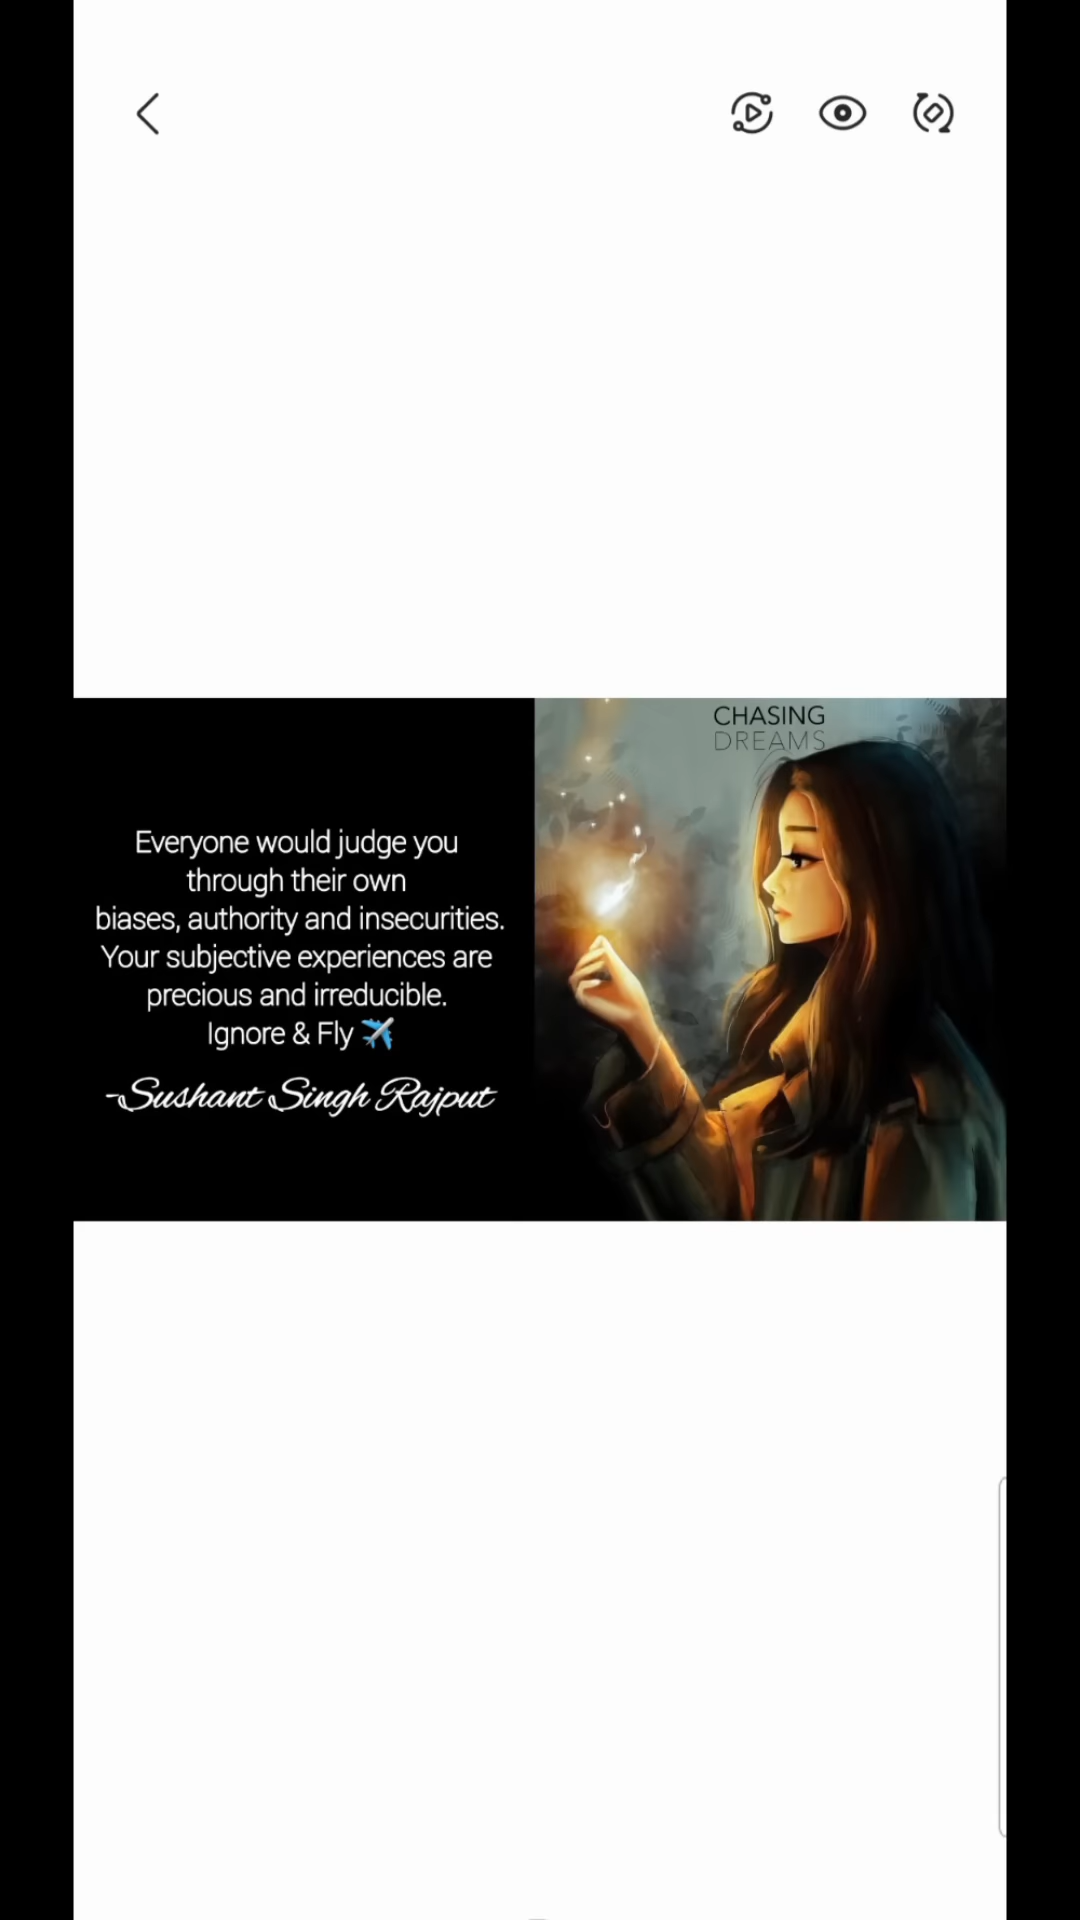 CHASING
DREAMS
Everyone would judge you
through their own
biases, authority and insecurities.
Your subjective experiences are
precious and irreducible.
Ignore & Fly ✈️
-Sushant Singh Rajput